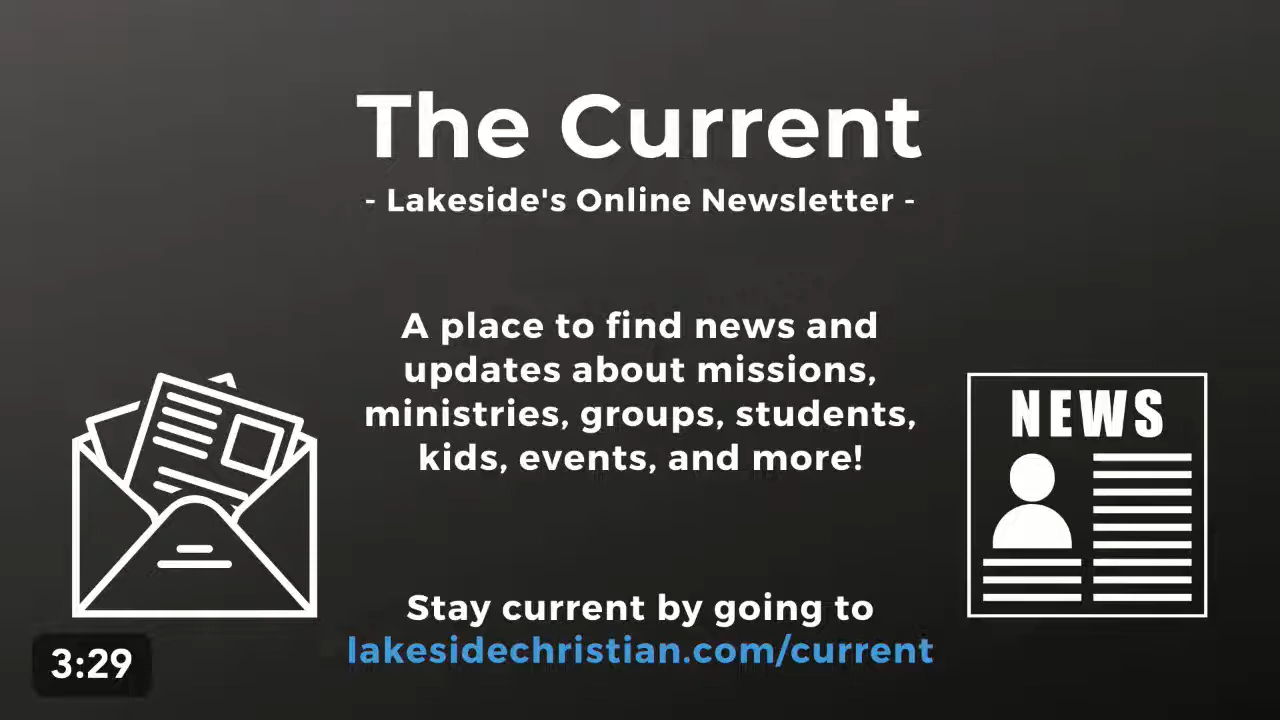 The Current
- Lakeside's Online Newsletter -
A place to find news and
updates about missions,
ministries, groups, students,
kids, events, and more!
NEWS
Stay current by going to
lakesidechristian.com/current
3:29